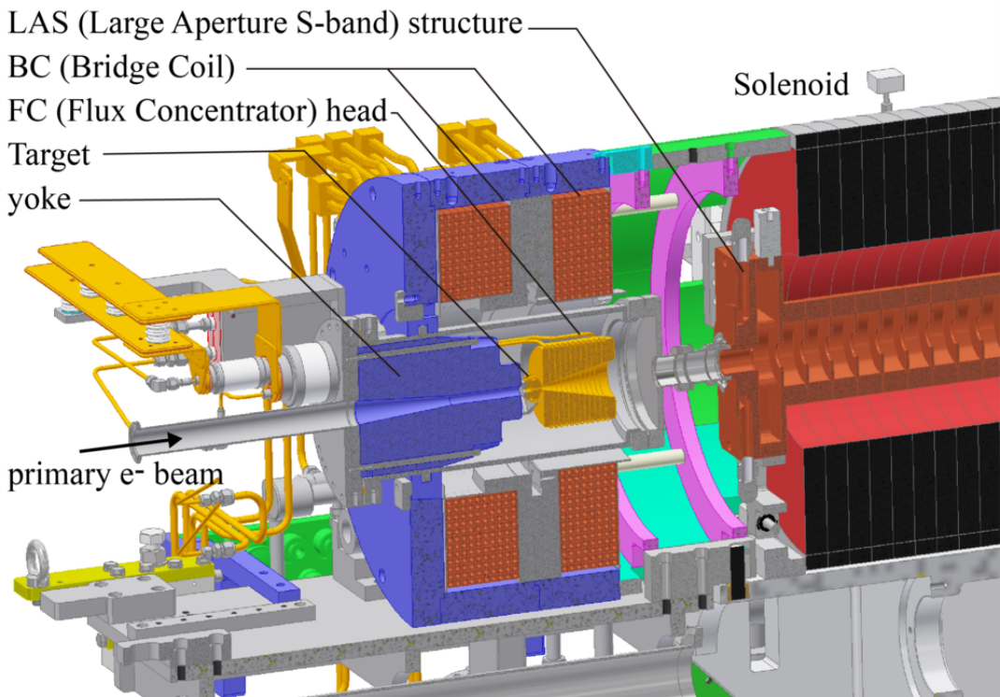 LAS (Large Aperture S-band) structure
BC (Bridge Coil)
Solenoid
FC (Flux Concentrator) head
Target
yoke
primary e- beam